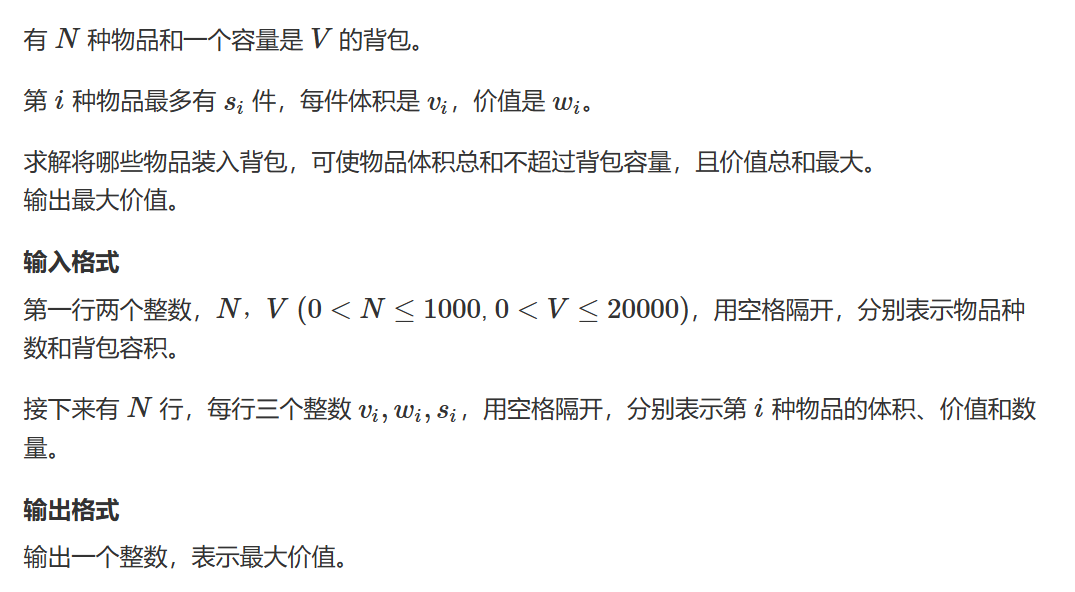 有 N 种物品和一个容量是 V 的背包。
第 i 种物品最多有 s_i 件，每件体积是 v_i，价值是 w_i。
求解将哪些物品装入背包，可使物品体积总和不超过背包容量，且价值总和最大。
输出最大价值。
输入格式
第一行两个整数，N，V (0 < N ≤ 1000, 0 < V ≤ 20000)，用空格隔开，分别表示物品种
数和背包容积。
接下来有 N 行，每行三个整数 v_i, w_i, s_i，用空格隔开，分别表示第 i 种物品的体积、价值和数
量。
输出格式
输出一个整数，表示最大价值。